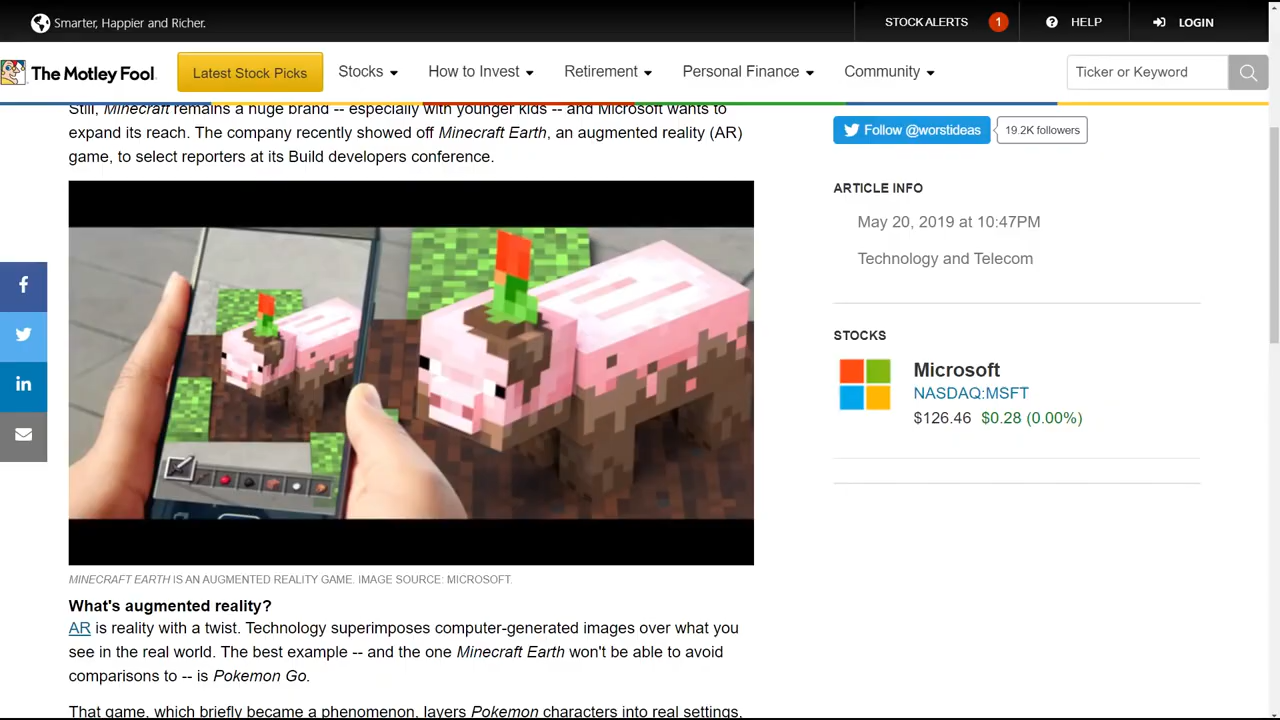 Smarter, Happier and Richer.
STOCK ALERTS 1 HELP LOGIN
The Motley Fool
Latest Stock Picks
Stocks How to Invest Retirement Personal Finance Community
Ticker or Keyword
Still, Minecraft remains a huge brand -- especially with younger kids -- and Microsoft wants to
expand its reach. The company recently showed off Minecraft Earth, an augmented reality (AR)
game, to select reporters at its Build developers conference.
MINECRAFT EARTH IS AN AUGMENTED REALITY GAME. IMAGE SOURCE: MICROSOFT.
What's augmented reality?
AR is reality with a twist. Technology superimposes computer-generated images over what you
see in the real world. The best example -- and the one Minecraft Earth won't be able to avoid
comparisons to -- is Pokemon Go.
That game, which briefly became a phenomenon, layers Pokemon characters into real settings,
Follow @worstideas 19.2K followers
ARTICLE INFO
May 20, 2019 at 10:47PM
Technology and Telecom
STOCKS
Microsoft
NASDAQ:MSFT
$126.46 $0.28 (0.00%)